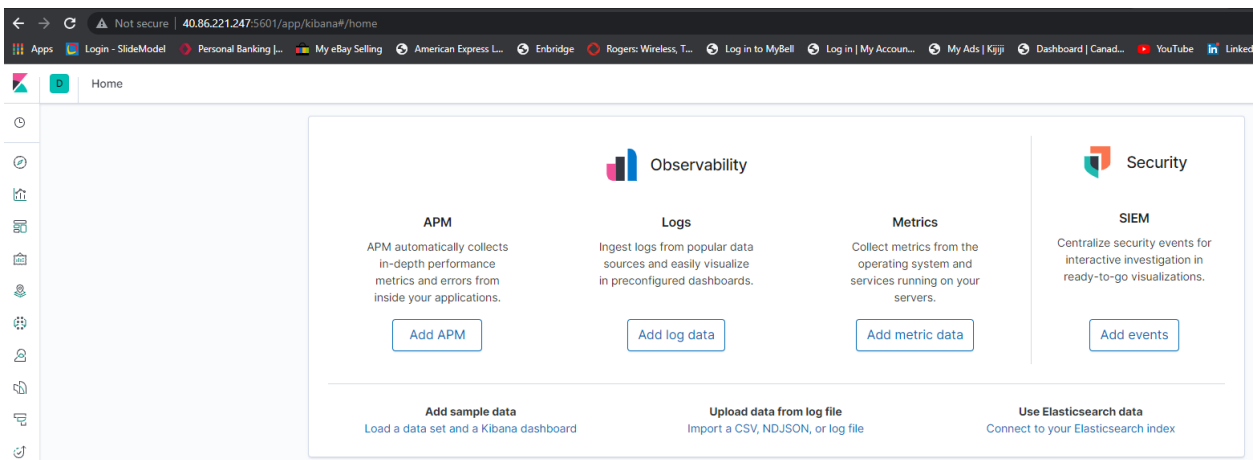 Not secure | 40.86.221.247:5601/app/kibana#/home
Apps Login - SlideModel Personal Banking |... My eBay Selling American Express L... Enbridge Rogers: Wireless, T... Log in to MyBell Log in | My Accoun... My Ads | Kijiji Dashboard | Canad... YouTube Linked
D Home
Observability
Security
APM
Logs
Metrics
SIEM
APM automatically collects
in-depth performance
metrics and errors from
inside your applications.
Ingest logs from popular data
sources and easily visualize
in preconfigured dashboards.
Collect metrics from the
operating system and
services running on your
servers.
Centralize security events for
interactive investigation in
ready-to-go visualizations.
Add APM
Add log data
Add metric data
Add events
Add sample data
Load a data set and a Kibana dashboard
Upload data from log file
Import a CSV, NDJSON, or log file
Use Elasticsearch data
Connect to your Elasticsearch index